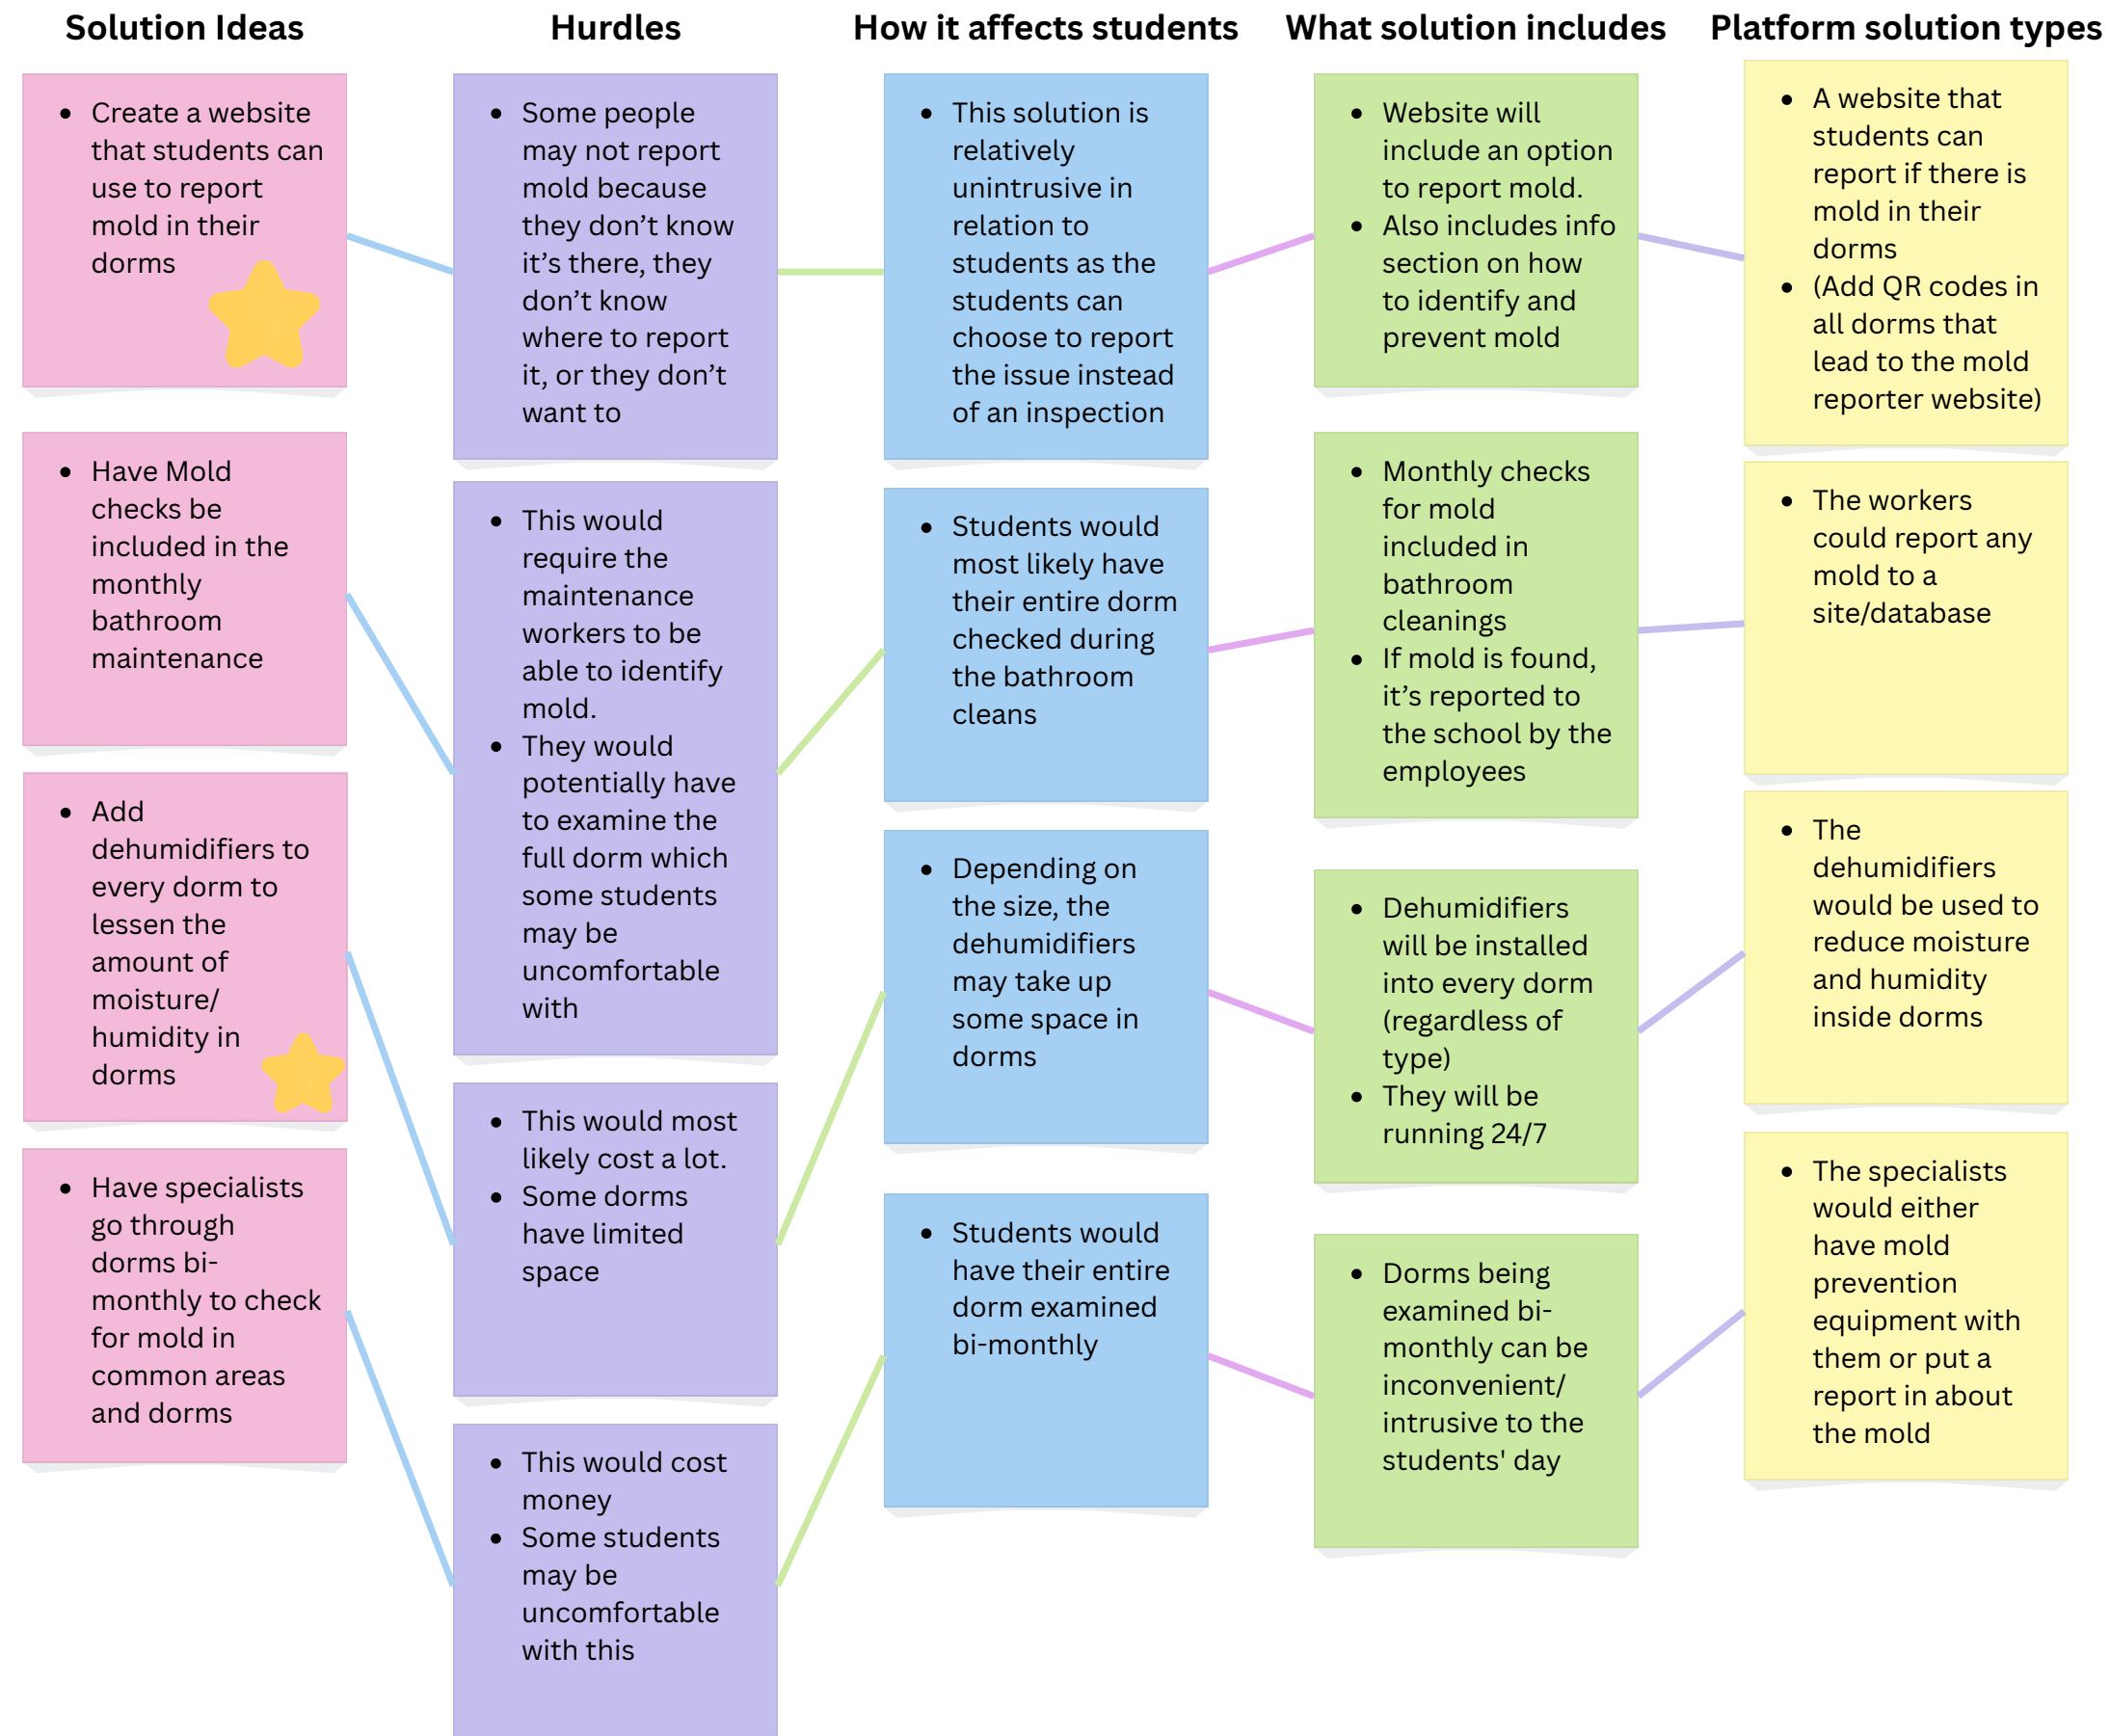 Solution Ideas
Hurdles
How it affects students
What solution includes
Platform solution types
• Create a website
that students can
use to report
mold in their
dorms
• Some people
may not report
mold because
they don’t know
it’s there, they
don’t know
where to report
it, or they don’t
want to
• This solution is
relatively
unintrusive in
relation to
students as the
students can
choose to report
the issue instead
of an inspection
• Website will
include an option
to report mold.
• Also includes info
section on how
to identify and
prevent mold
• A website that
students can
report if there is
mold in their
dorms
• (Add QR codes in
all dorms that
lead to the mold
reporter website)
• Have Mold
checks be
included in the
monthly
bathroom
maintenance
• This would
require the
maintenance
workers to be
able to identify
mold.
• They would
potentially have
to examine the
full dorm which
some students
may be
uncomfortable
with
• Students would
most likely have
their entire dorm
checked during
the bathroom
cleans
• Monthly checks
for mold
included in
bathroom
cleanings
• If mold is found,
it’s reported to
the school by the
employees
• The workers
could report any
mold to a
site/database
• Add
dehumidifiers to
every dorm to
lessen the
amount of
moisture/
humidity in
dorms
• This would most
likely cost a lot.
• Some dorms
have limited
space
• Depending on
the size, the
dehumidifiers
may take up
some space in
dorms
• Dehumidifiers
will be installed
into every dorm
(regardless of
type)
• They will be
running 24/7
• The
dehumidifiers
would be used to
reduce moisture
and humidity
inside dorms
• Have specialists
go through
dorms bi-
monthly to check
for mold in
common areas
and dorms
• This would cost
money
• Some students
may be
uncomfortable
with this
• Students would
have their entire
dorm examined
bi-monthly
• Dorms being
examined bi-
monthly can be
inconvenient/
intrusive to the
students' day
• The specialists
would either
have mold
prevention
equipment with
them or put a
report in about
the mold